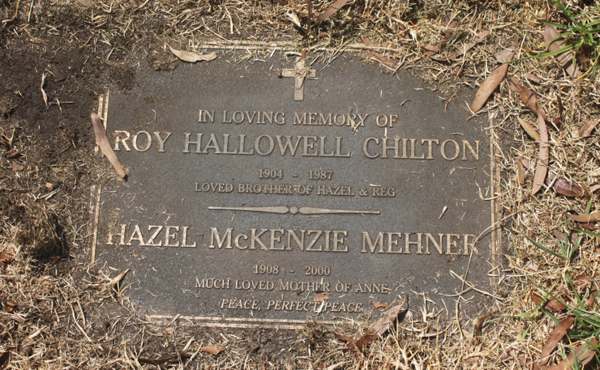 IN LOVING MEMORY OF
ROY HALLOWELL CHILTON
1904 - 1987
LOVED BROTHER OF HAZEL & REG
HAZEL McKENZIE MEHNER
1908 - 2000
MUCH LOVED MOTHER OF ANNE
PEACE, PERFECT PEACE